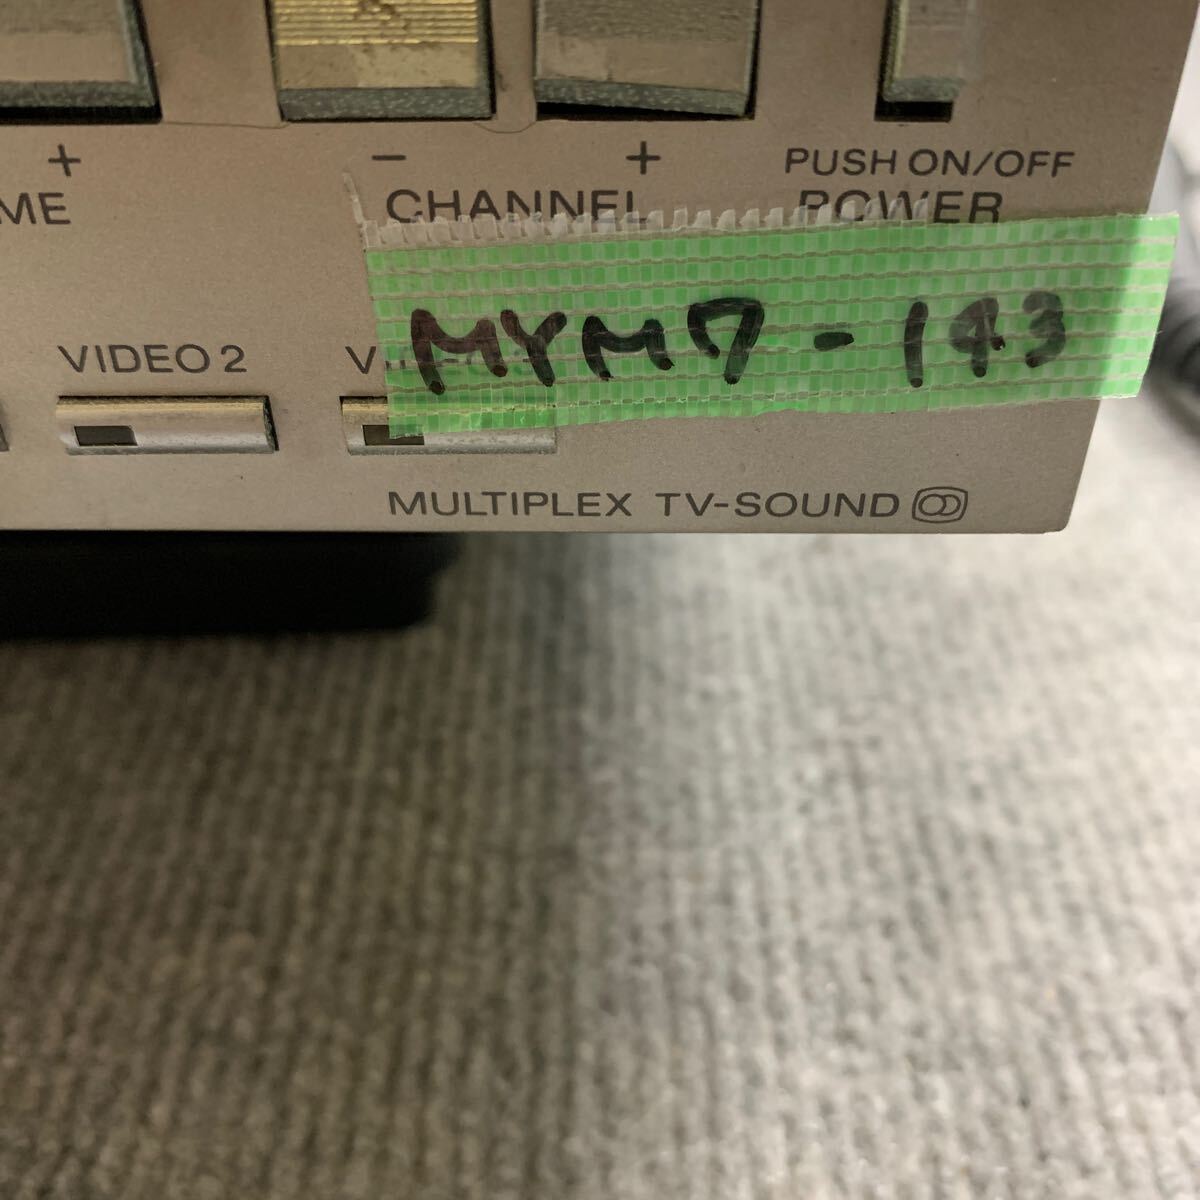 + - + PUSH ON/OFF
ME CHANNEL POWER
MYM7-143
VIDEO 2
MULTIPLEX TV-SOUND